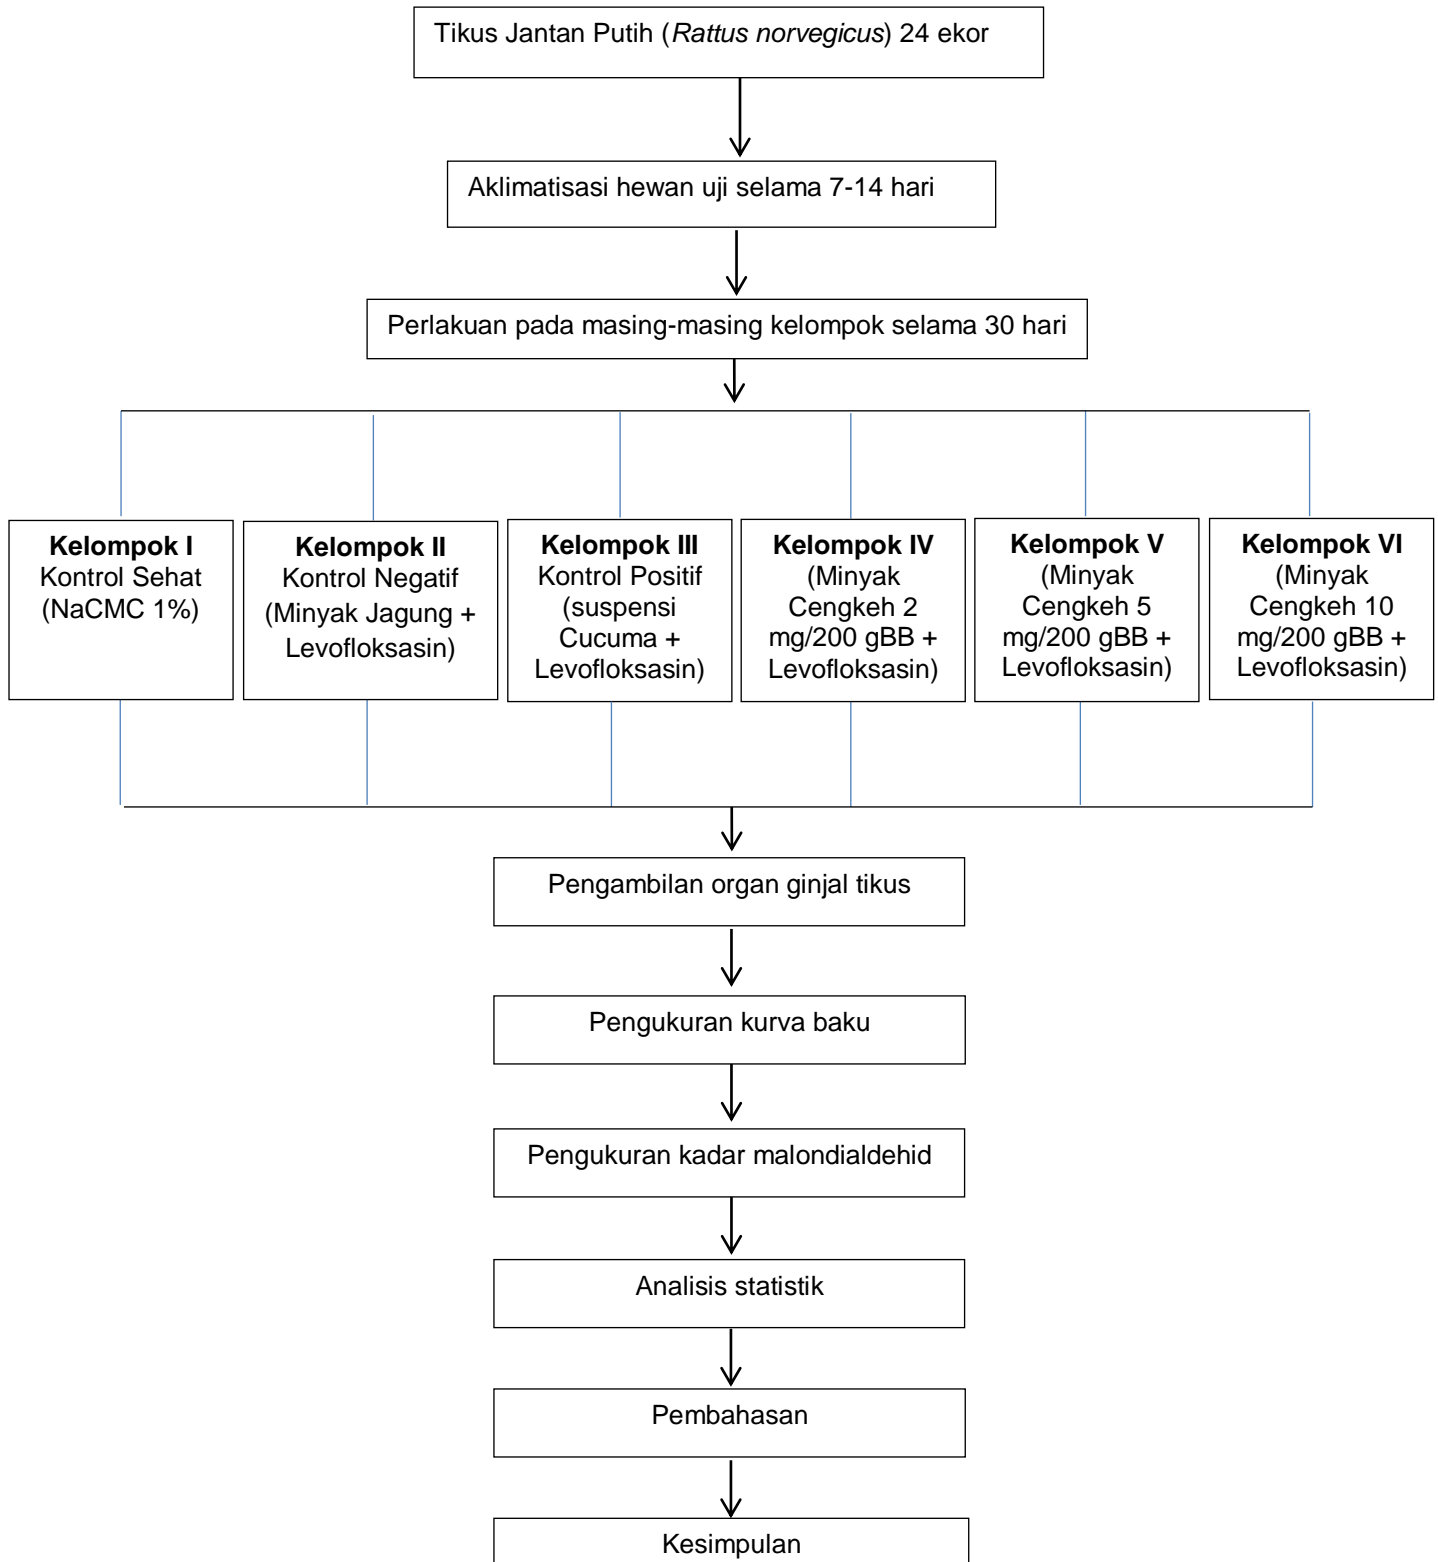 Tikus Jantan Putih (Rattus norvegicus) 24 ekor
Aklimatisasi hewan uji selama 7-14 hari
Perlakuan pada masing-masing kelompok selama 30 hari
Kelompok I
Kontrol Sehat
(NaCMC 1%)
Kelompok II
Kontrol Negatif
(Minyak Jagung +
Levofloksasin)
Kelompok III
Kontrol Positif
(suspensi
Cucuma +
Levofloksasin)
Kelompok IV
(Minyak
Cengkeh 2
mg/200 gBB +
Levofloksasin)
Kelompok V
(Minyak
Cengkeh 5
mg/200 gBB +
Levofloksasin)
Kelompok VI
(Minyak
Cengkeh 10
mg/200 gBB +
Levofloksasin)
Pengambilan organ ginjal tikus
Pengukuran kurva baku
Pengukuran kadar malondialdehid
Analisis statistik
Pembahasan
Kesimpulan